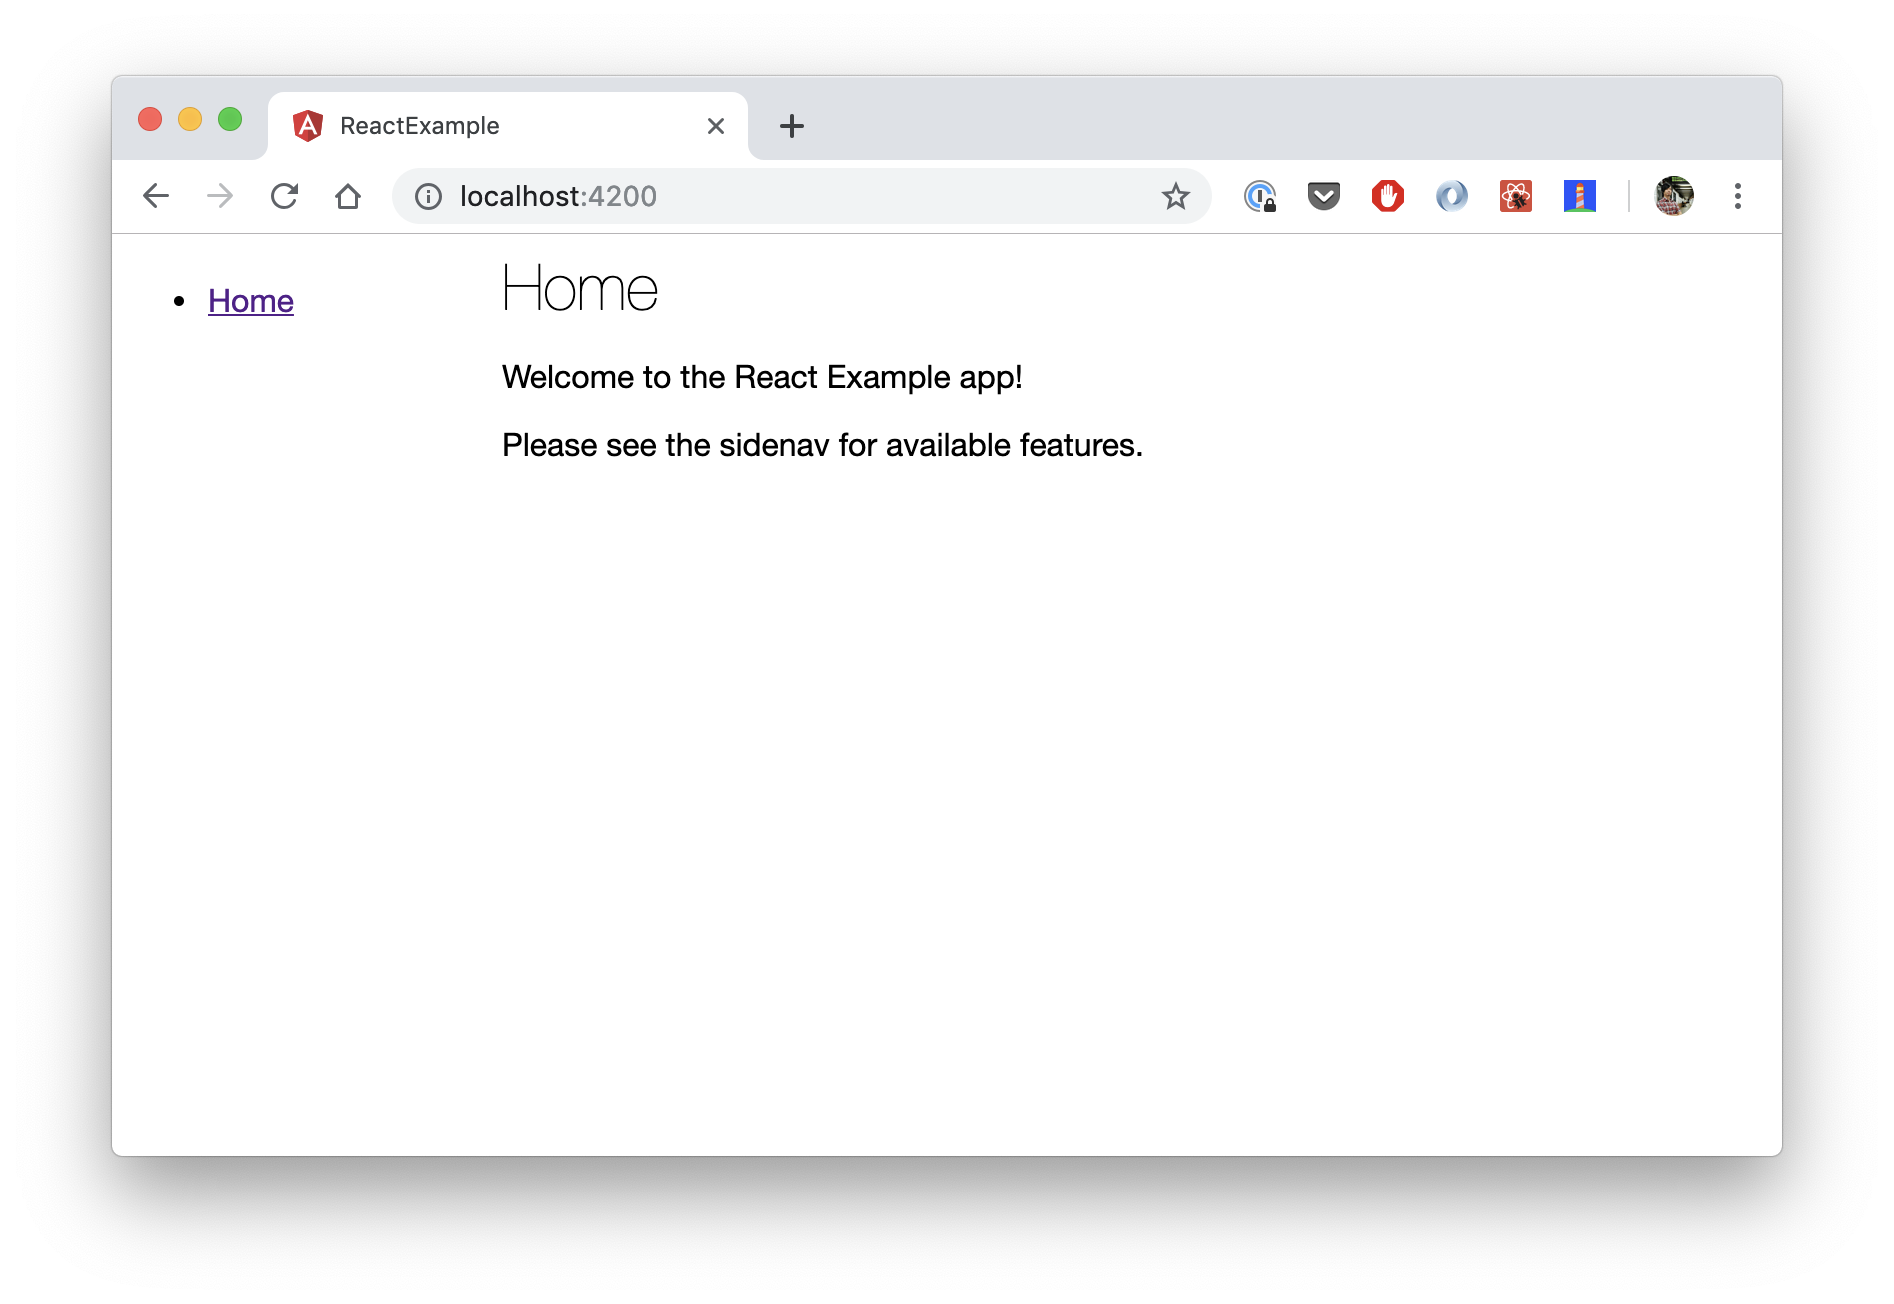 ReactExample
localhost:4200
Home
Home
Welcome to the React Example app!
Please see the sidenav for available features.